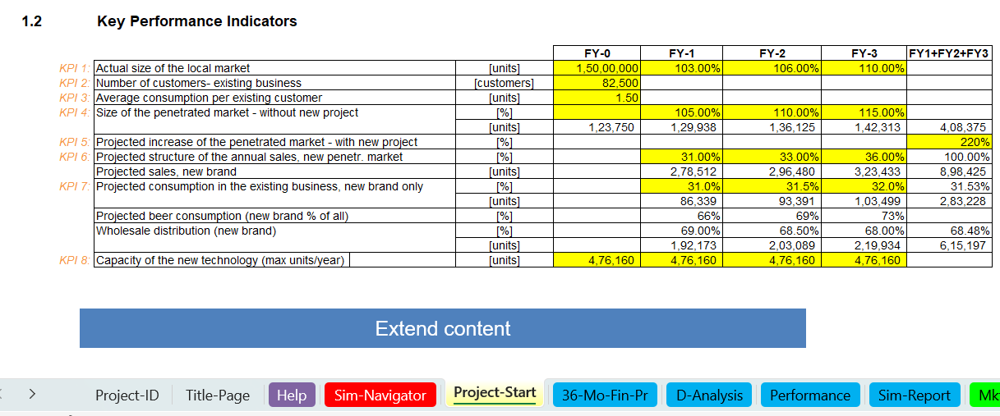 1.2 Key Performance Indicators
FY-0 FY-1 FY-2 FY-3 FY1+FY2+FY3
KPI 1: Actual size of the local market [units] 1,50,00,000 103.00% 106.00% 110.00%
KPI 2: Number of customers- existing business [customers] 82,500
KPI 3: Average consumption per existing customer [units] 1.50
KPI 4: Size of the penetrated market - without new project [%] 105.00% 110.00% 115.00%
[units] 1,23,750 1,29,938 1,36,125 1,42,313 4,08,375
KPI 5: Projected increase of the penetrated market - with new project [%] 220%
KPI 6: Projected structure of the annual sales, new penetr. market [%] 31.00% 33.00% 36.00% 100.00%
Projected sales, new brand [units] 2,78,512 2,96,480 3,23,433 8,98,425
KPI 7: Projected consumption in the existing business, new brand only [%] 31.0% 31.5% 32.0% 31.53%
[units] 86,339 93,391 1,03,499 2,83,228
Projected beer consumption (new brand % of all) [%] 66% 69% 73%
Wholesale distribution (new brand) [%] 69.00% 68.50% 68.00% 68.48%
[units] 1,92,173 2,03,089 2,19,934 6,15,197
KPI 8: Capacity of the new technology (max units/year) [units] 4,76,160 4,76,160 4,76,160 4,76,160
Extend content
Project-ID Title-Page Help Sim-Navigator Project-Start 36-Mo-Fin-Pr D-Analysis Performance Sim-Report Mk